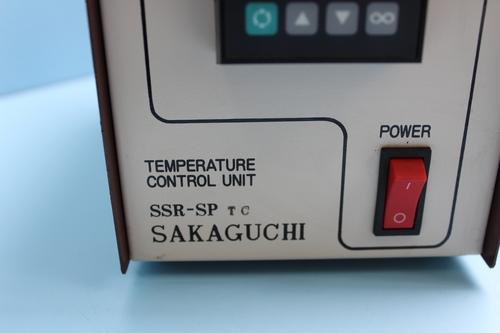 POWER
TEMPERATURE
CONTROL UNIT
SSR-SP TC
SAKAGUCHI